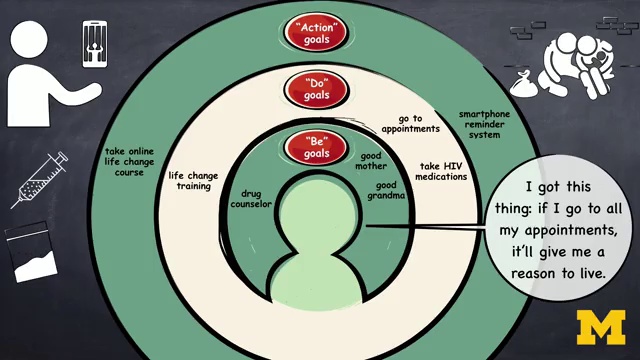 "Action"
goals
"Do"
goals
"Be"
goals
go to
appointments
smartphone
reminder
system
take online
life change
course
life change
training
good
mother
take HIV
medications
drug
counselor
good
grandma
I got this
thing: if I go to all
my appointments,
it'll give me a
reason to live.
M